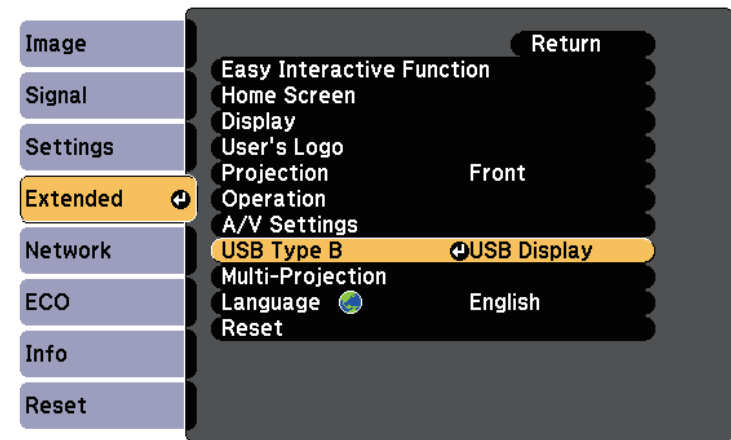 Image
Signal
Settings
Extended
Network
ECO
Info
Reset
Return
Easy Interactive Function
Home Screen
Display
User's Logo
Projection Front
Operation
A/V Settings
USB Type B USB Display
Multi-Projection
Language English
Reset